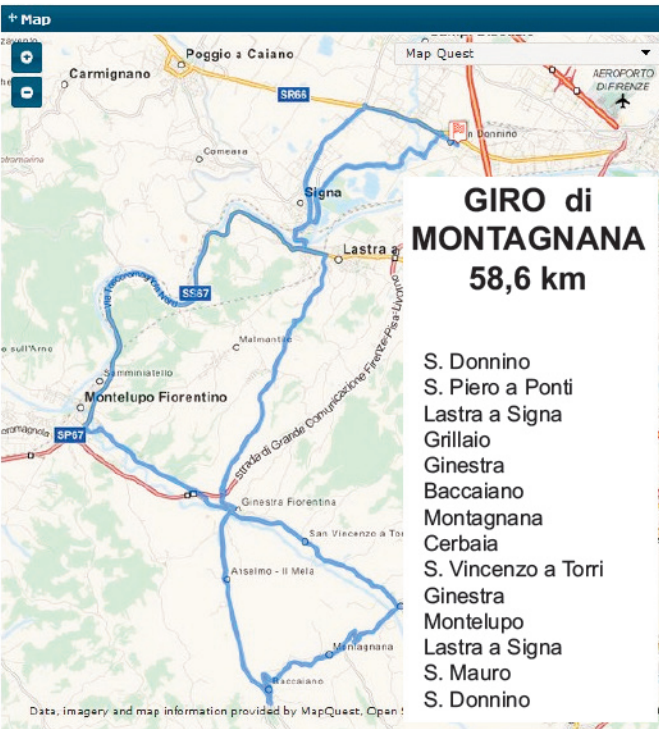 + Map
Map Quest
Poggio a Caiano
Carmignano
AEROPORTO
DI FIRENZE
SR66
n Donnino
Comeana
Signa
Lastra a
SS67
Malmantile
o sull'Arno
Samminiatello
Montelupo Fiorentino
SP67
Strada di Grande Comunicazione Firenze-Pisa-Livorno
Ginestra Fiorentina
San Vincenzo a Tor
Anselmo - Il Mela
Montagnana
Baccaiano
Data, imagery and map information provided by MapQuest, Open S
GIRO di
MONTAGNANA
58,6 km
S. Donnino
S. Piero a Ponti
Lastra a Signa
Grillaio
Ginestra
Baccaiano
Montagnana
Cerbaia
S. Vincenzo a Torri
Ginestra
Montelupo
Lastra a Signa
S. Mauro
S. Donnino